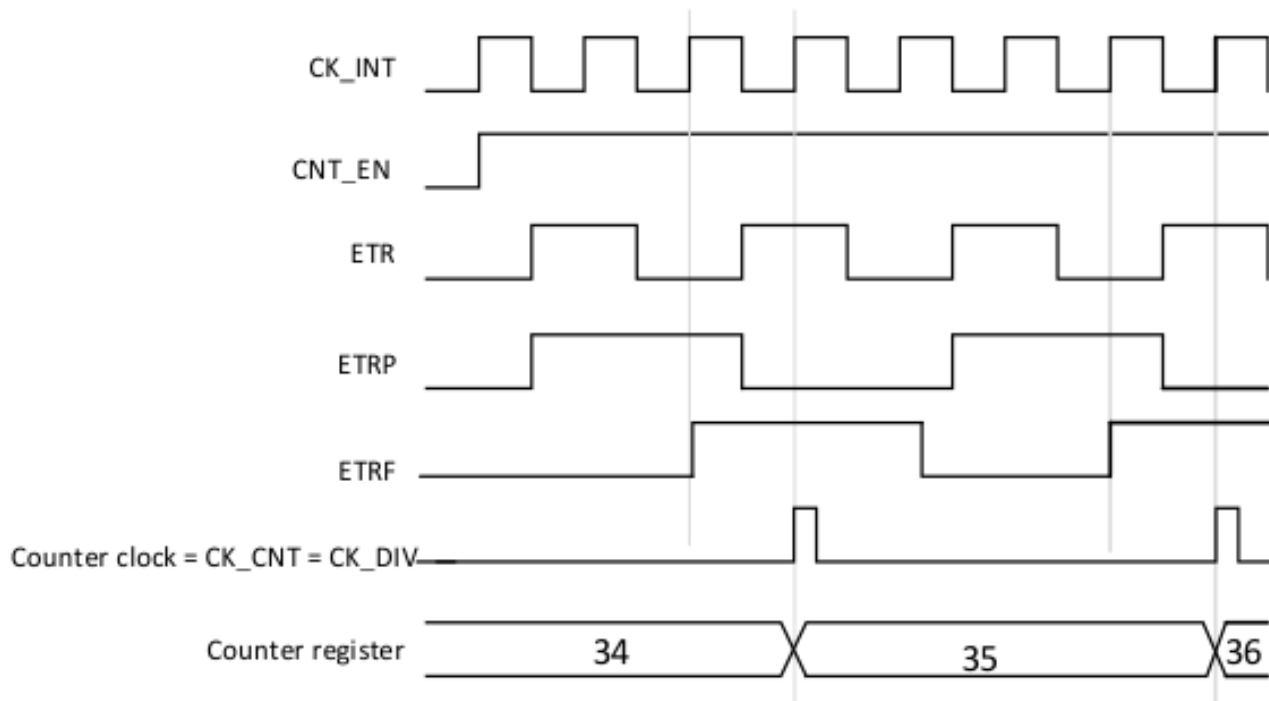 CK_INT
CNT_EN
ETR
ETRP
ETRF
Counter clock = CK_CNT = CK_DIV
Counter register
34
35
36